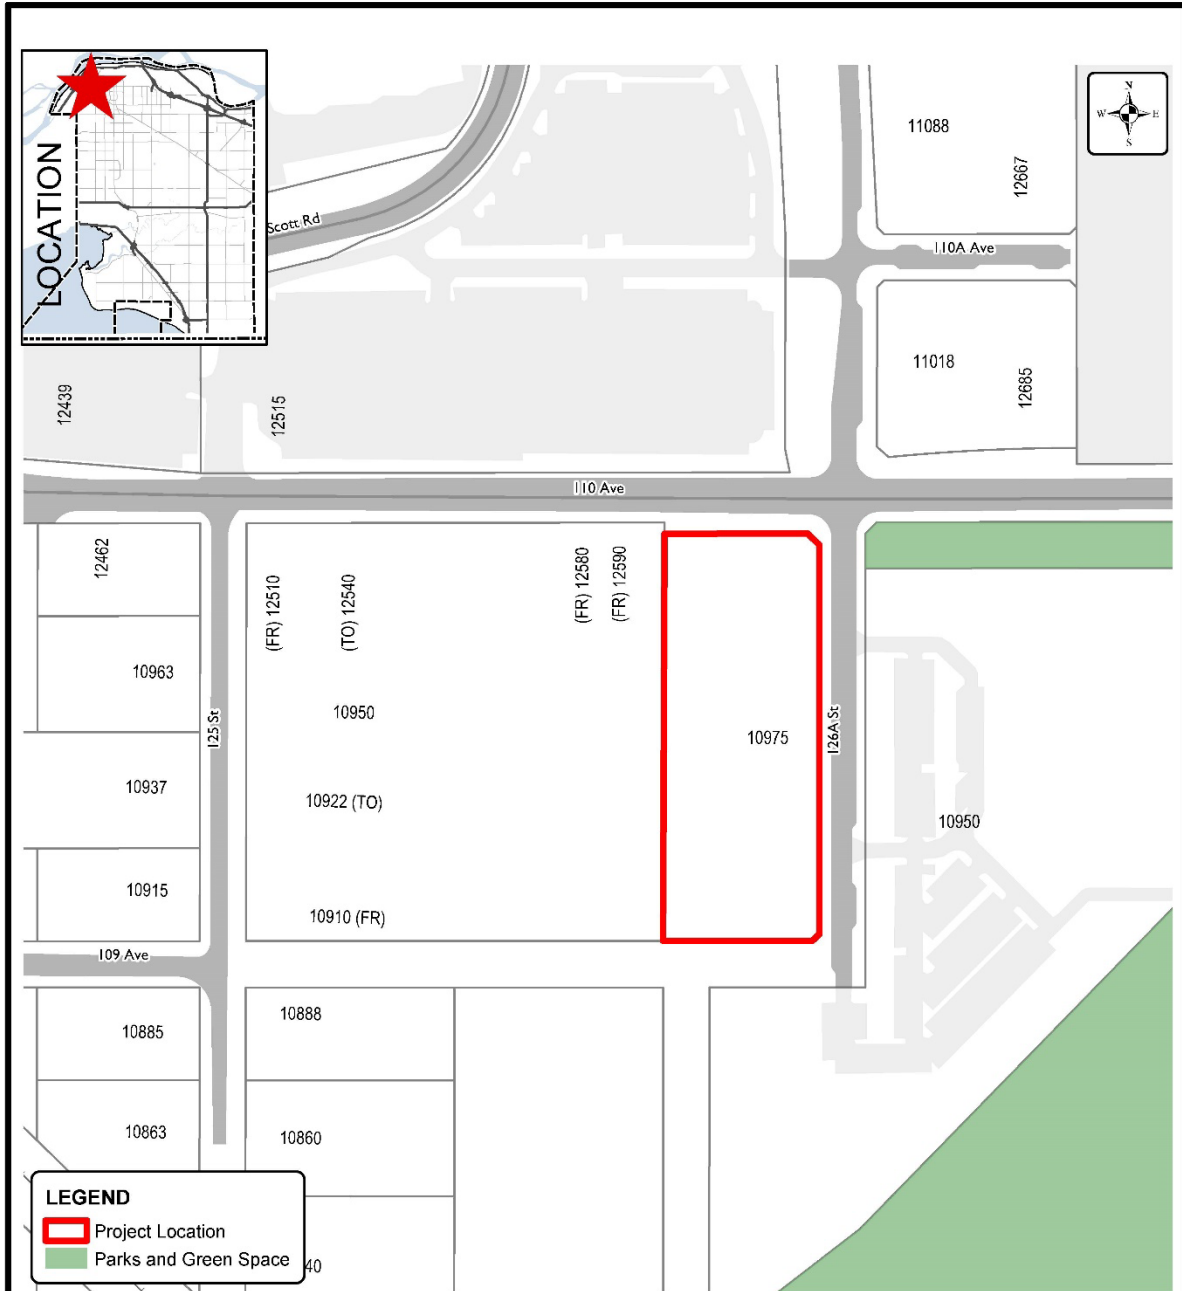 LOCATION
N
W E
S
Scott Rd
11088
12667
110A Ave
11018
12685
12439
12515
110 Ave
12462
(FR) 12510
(TO) 12540
(FR) 12580
(FR) 12590
10963
125 St
10950
10975
126A St
10937
10922 (TO)
10950
10915
10910 (FR)
109 Ave
10885
10888
10863
10860
LEGEND
Project Location
Parks and Green Space
40